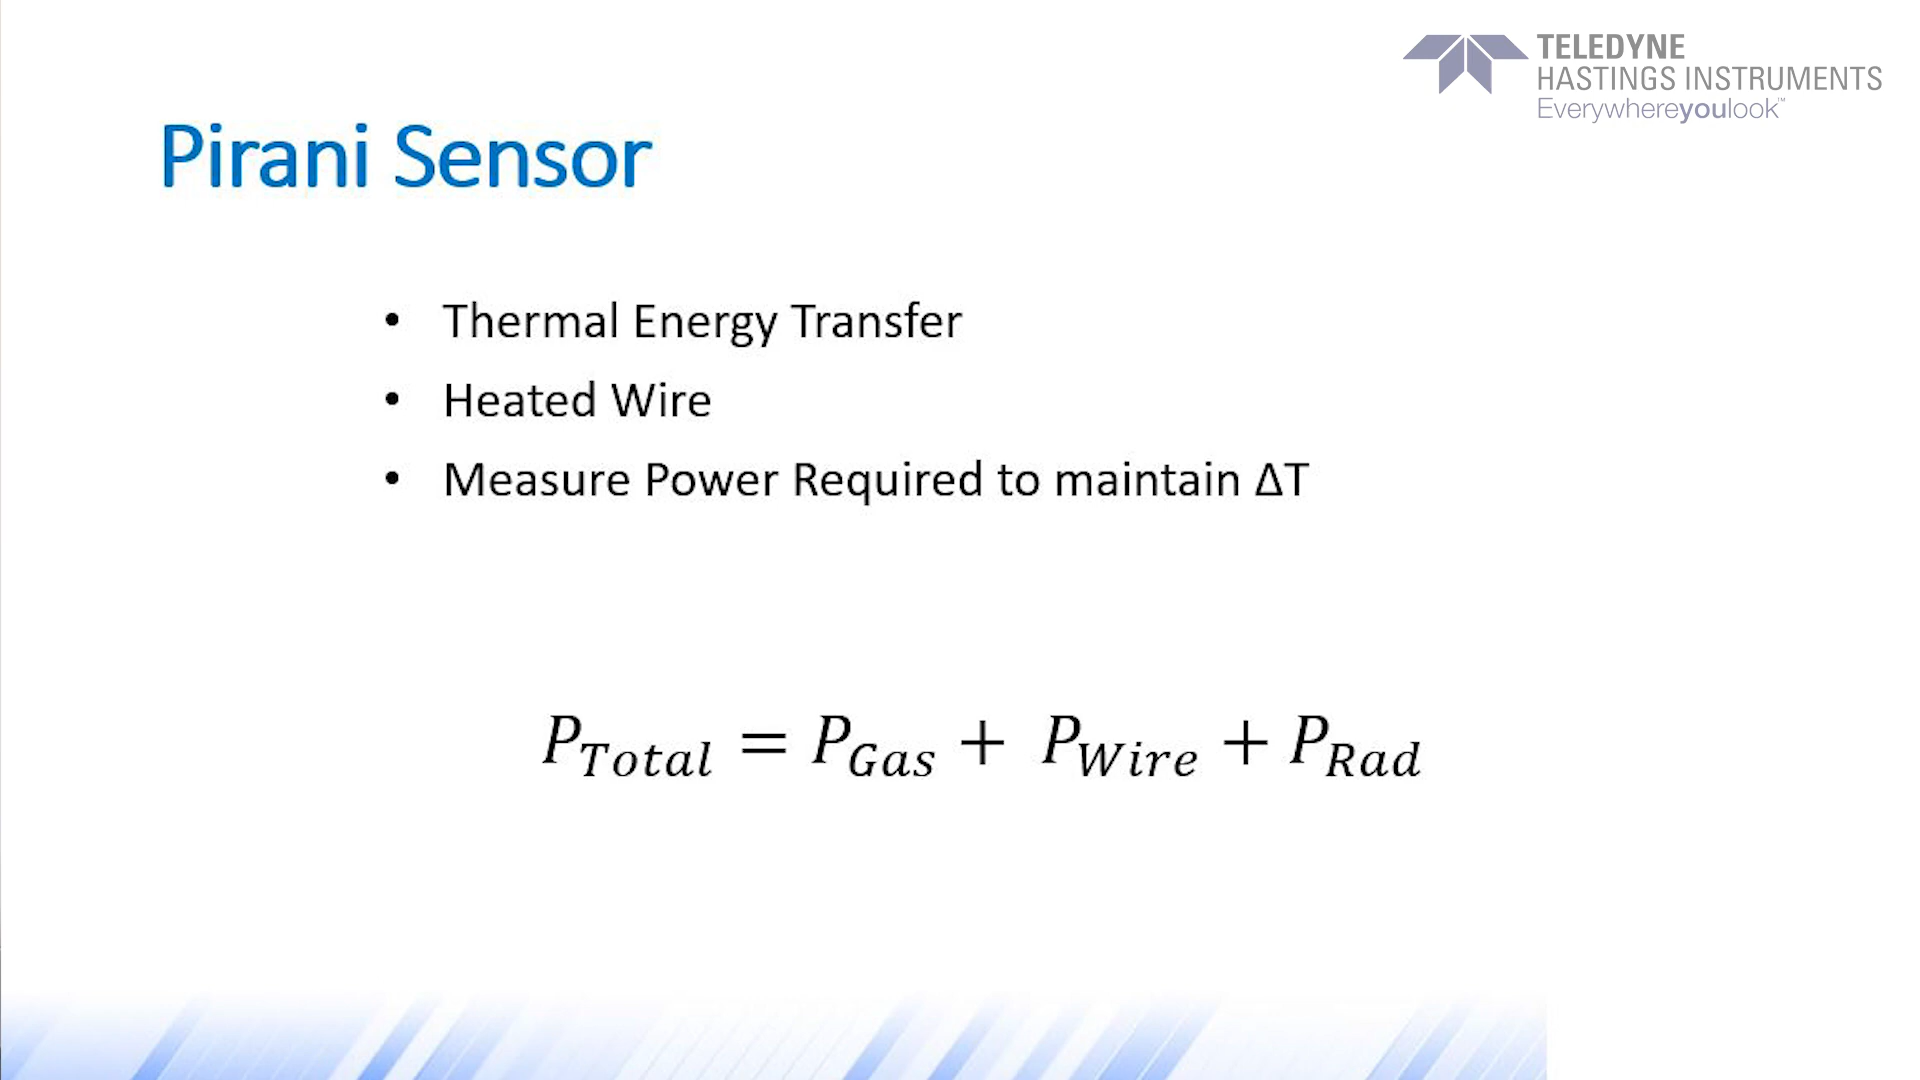 TELEDYNE
HASTINGS INSTRUMENTS
Everywhereyoulook™
Pirani Sensor
• Thermal Energy Transfer
• Heated Wire
• Measure Power Required to maintain ΔT
P_Total = P_Gas + P_Wire + P_Rad